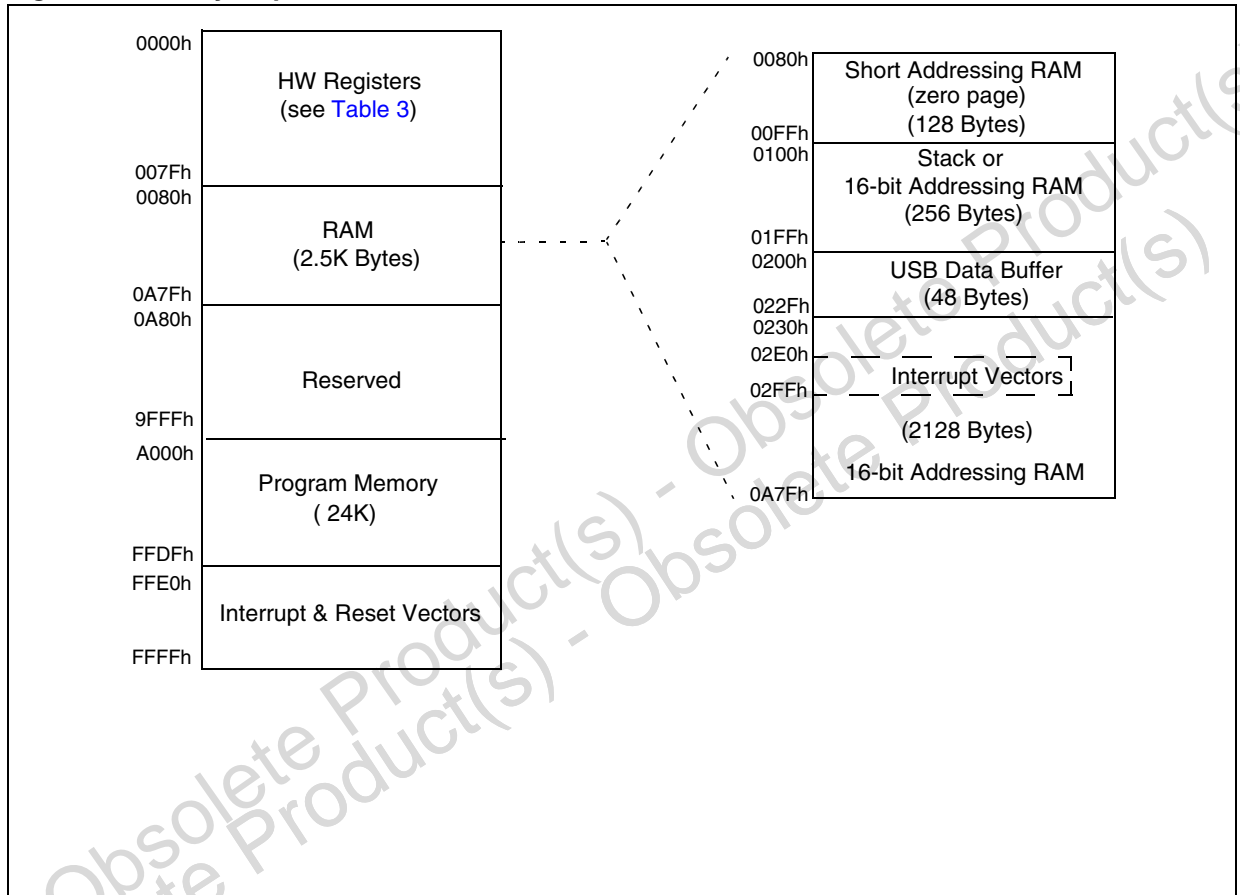 0000h
HW Registers
(see Table 3)
007Fh
0080h
RAM
(2.5K Bytes)
0A7Fh
0A80h
Reserved
9FFFh
A000h
Program Memory
( 24K)
FFDFh
FFE0h
Interrupt & Reset Vectors
FFFFh
0080h
Short Addressing RAM
(zero page)
(128 Bytes)
00FFh
0100h
Stack or
16-bit Addressing RAM
(256 Bytes)
01FFh
0200h
USB Data Buffer
(48 Bytes)
022Fh
0230h
02E0h
Interrupt Vectors
02FFh
(2128 Bytes)
16-bit Addressing RAM
0A7Fh
Obsolete Product(s) - Obsolete Product(s)
Obsolete Product(s) - Obsolete Product(s)